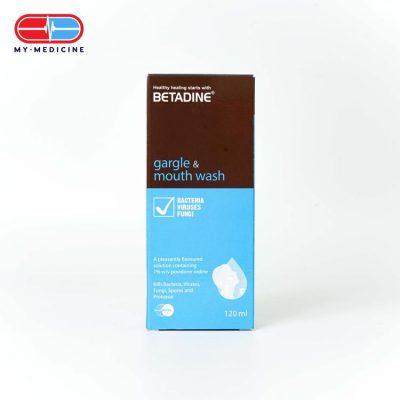 MY-MEDICINE
Healthy healing starts with
BETADINE®
gargle &
mouth wash
BACTERIA
VIRUSES
FUNGI
A pleasantly flavoured
solution containing
1% w/v povidone iodine
Kills Bacteria, Viruses,
Fungi, Spores and
Protozoa
120 ml